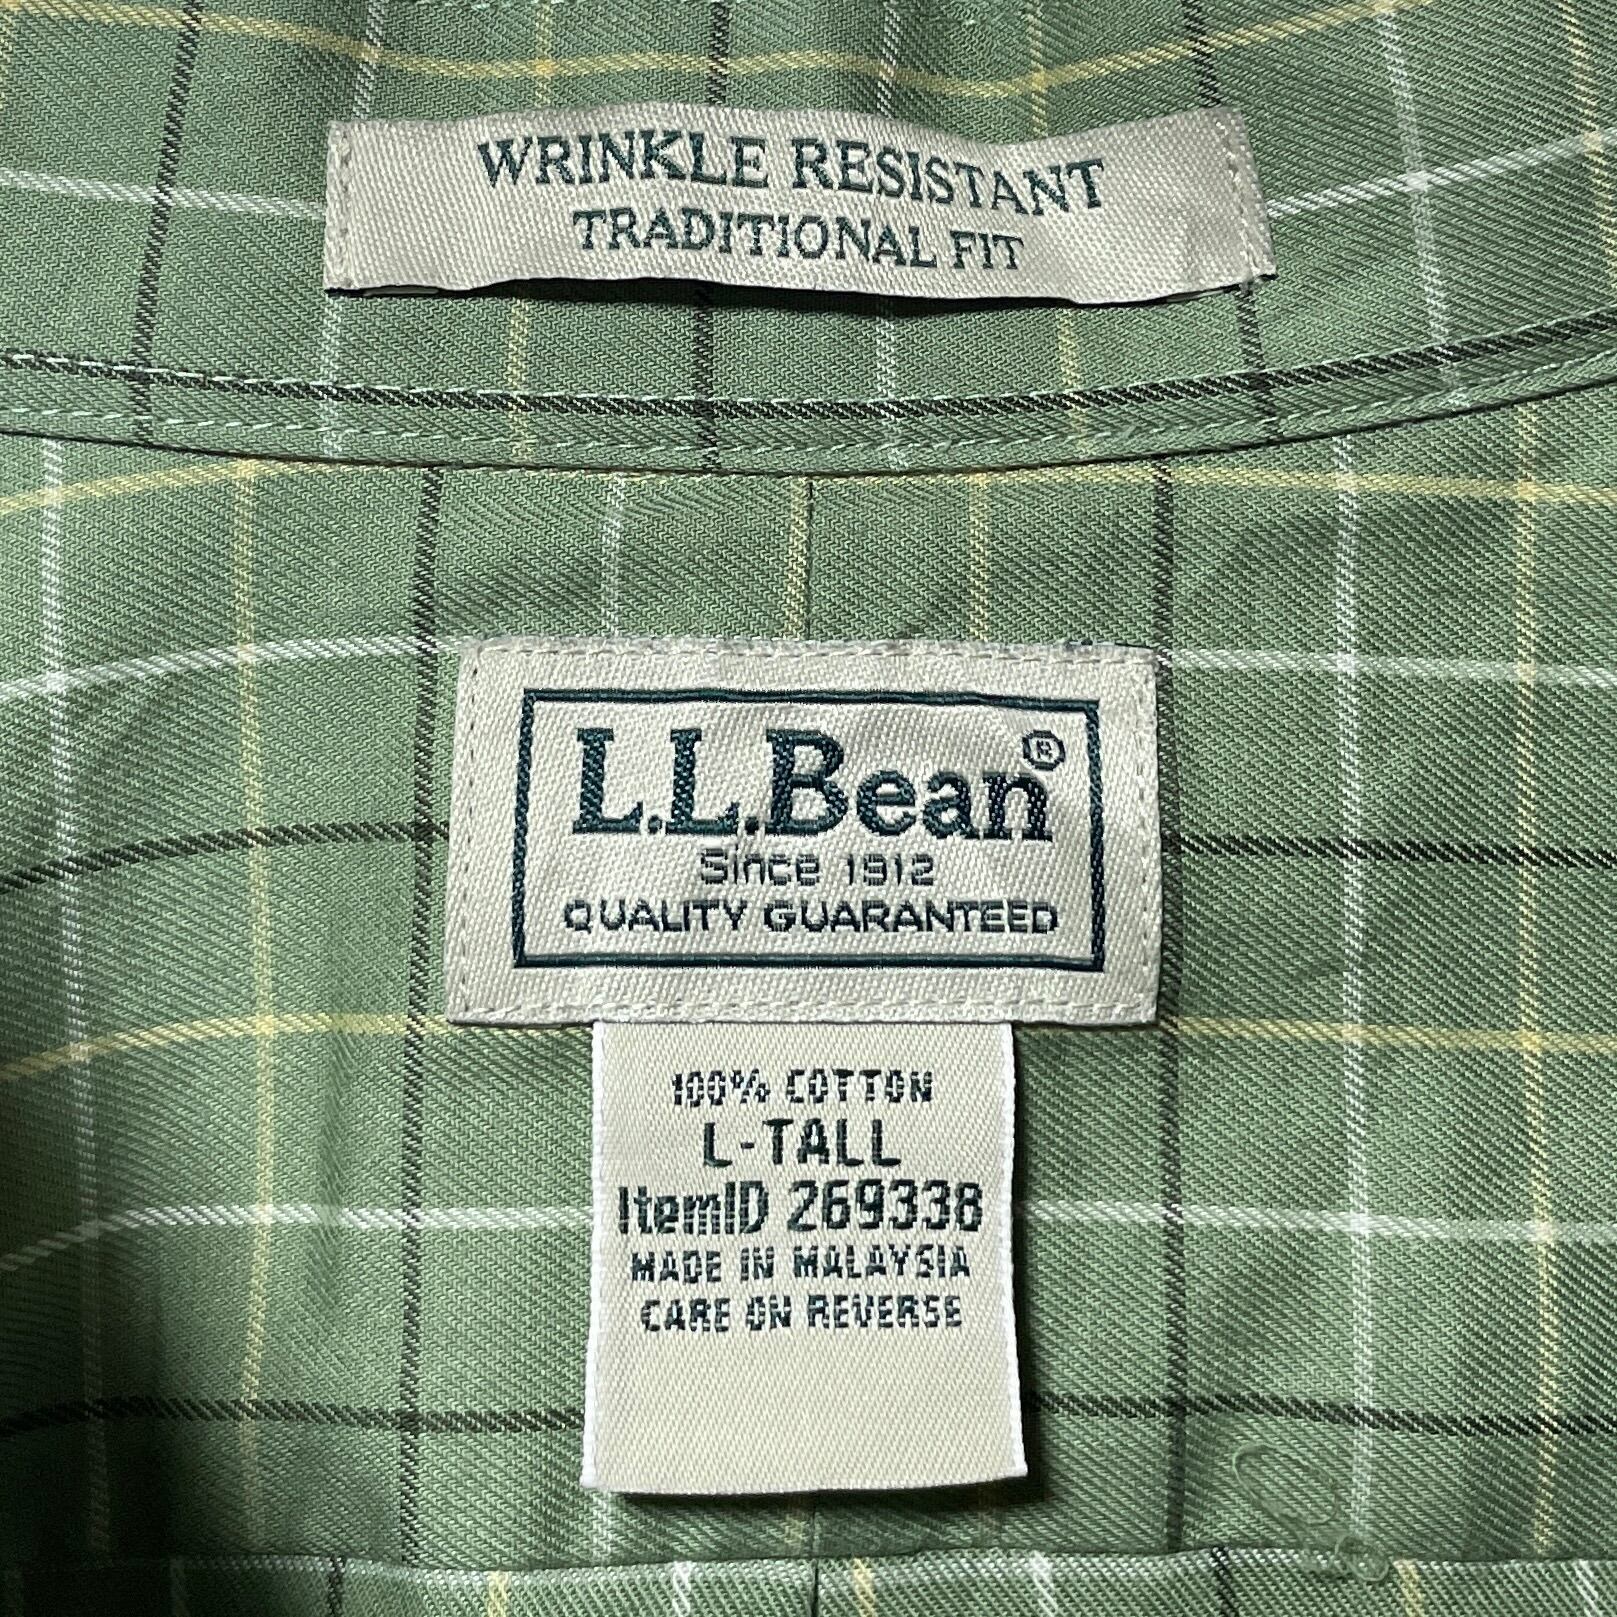 WRINKLE RESISTANT
TRADITIONAL FIT
L.L.Bean®
Since 1912
QUALITY GUARANTEED
100% COTTON
L-TALL
ItemID 269338
MADE IN MALAYSIA
CARE ON REVERSE